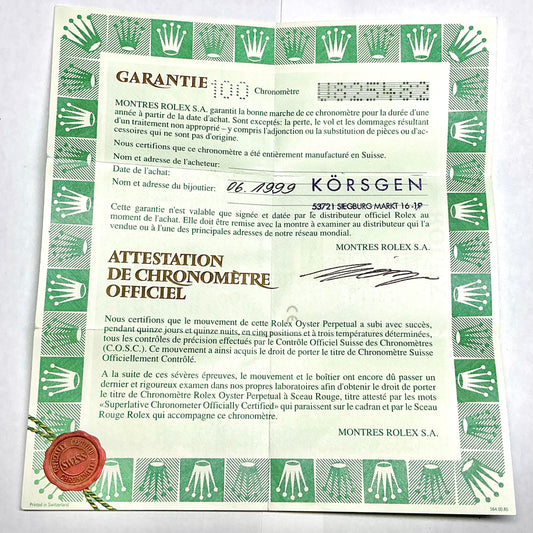 GARANTIE 100 Chronomètre U825482
MONTRES ROLEX S.A. garantit la bonne marche de ce chronomètre pour la durée d'une
année à partir de la date d'achat. Sont exceptés: la perte, le vol et les dommages résultant
d'un traitement non approprié – y compris l'adjonction ou la substitution de pièces ou d'ac-
cessoires qui ne sont pas d'origine.
Nous certifions que ce chronomètre a été entièrement manufacturé en Suisse.
Nom et adresse de l'acheteur:
Date de l'achat:
Nom et adresse du bijoutier: 06.1999 KÖRSGEN
53721 SIEGBURG MARKT 16-19
Cette garantie n'est valable que signée et datée par le distributeur officiel Rolex au
moment de l'achat. Elle doit être remise avec la montre à examiner au distributeur qui l'a
vendue ou à l'une des principales adresses de notre réseau mondial.
MONTRES ROLEX S.A.
ATTESTATION
DE CHRONOMÈTRE
OFFICIEL
Nous certifions que le mouvement de cette Rolex Oyster Perpetual a subi avec succès,
pendant quinze jours et quinze nuits, en cinq positions et à trois températures déterminées,
tous les contrôles de précision effectués par le Contrôle Officiel Suisse des Chronomètres
(C.O.S.C.). Ce mouvement a ainsi acquis le droit de porter le titre de Chronomètre Suisse
Officiellement Contrôlé.
A la suite de ces sévères épreuves, le mouvement et le boîtier ont encore dû passer un
dernier et rigoureux examen dans nos propres laboratoires afin d'obtenir le droit de porter
le titre de Chronomètre Rolex Oyster Perpetual à Sceau Rouge, titre attesté par les mots
«Superlative Chronometer Officially Certified» qui paraissent sur le cadran et par le Sceau
Rouge Rolex qui accompagne ce chronomètre.
MONTRES ROLEX S.A.
SWISS
Printed in Switzerland